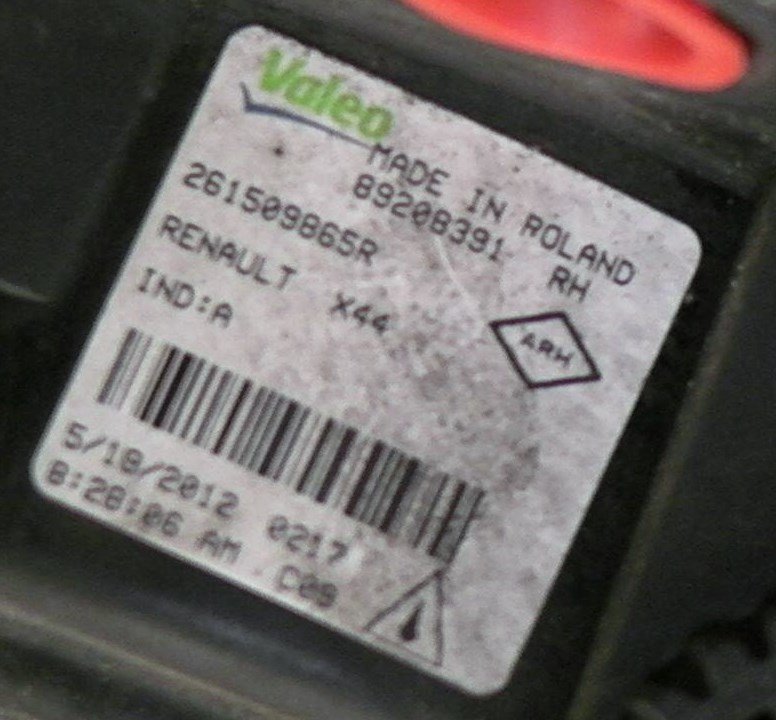 Valeo
MADE IN ROLAND
89208391 RH
261509865R
RENAULT X44
ARH
IND:A
5/18/2012 0217
8:28:06 AM C08